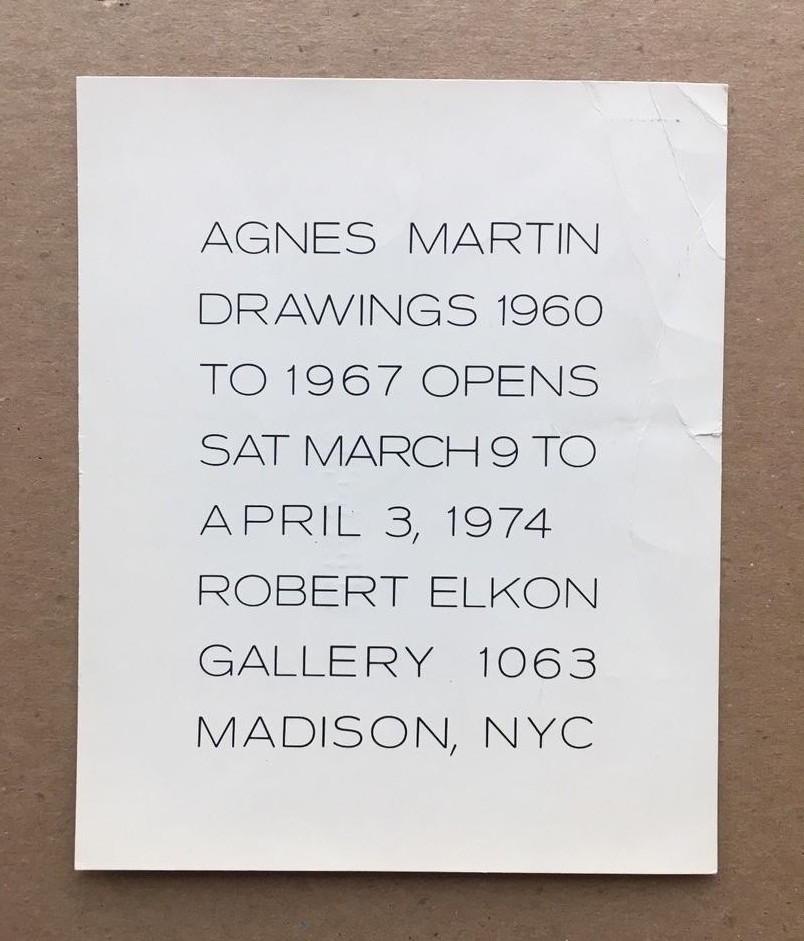 AGNES MARTIN
DRAWINGS 1960
TO 1967 OPENS
SAT MARCH 9 TO
APRIL 3, 1974
ROBERT ELKON
GALLERY 1063
MADISON, NYC